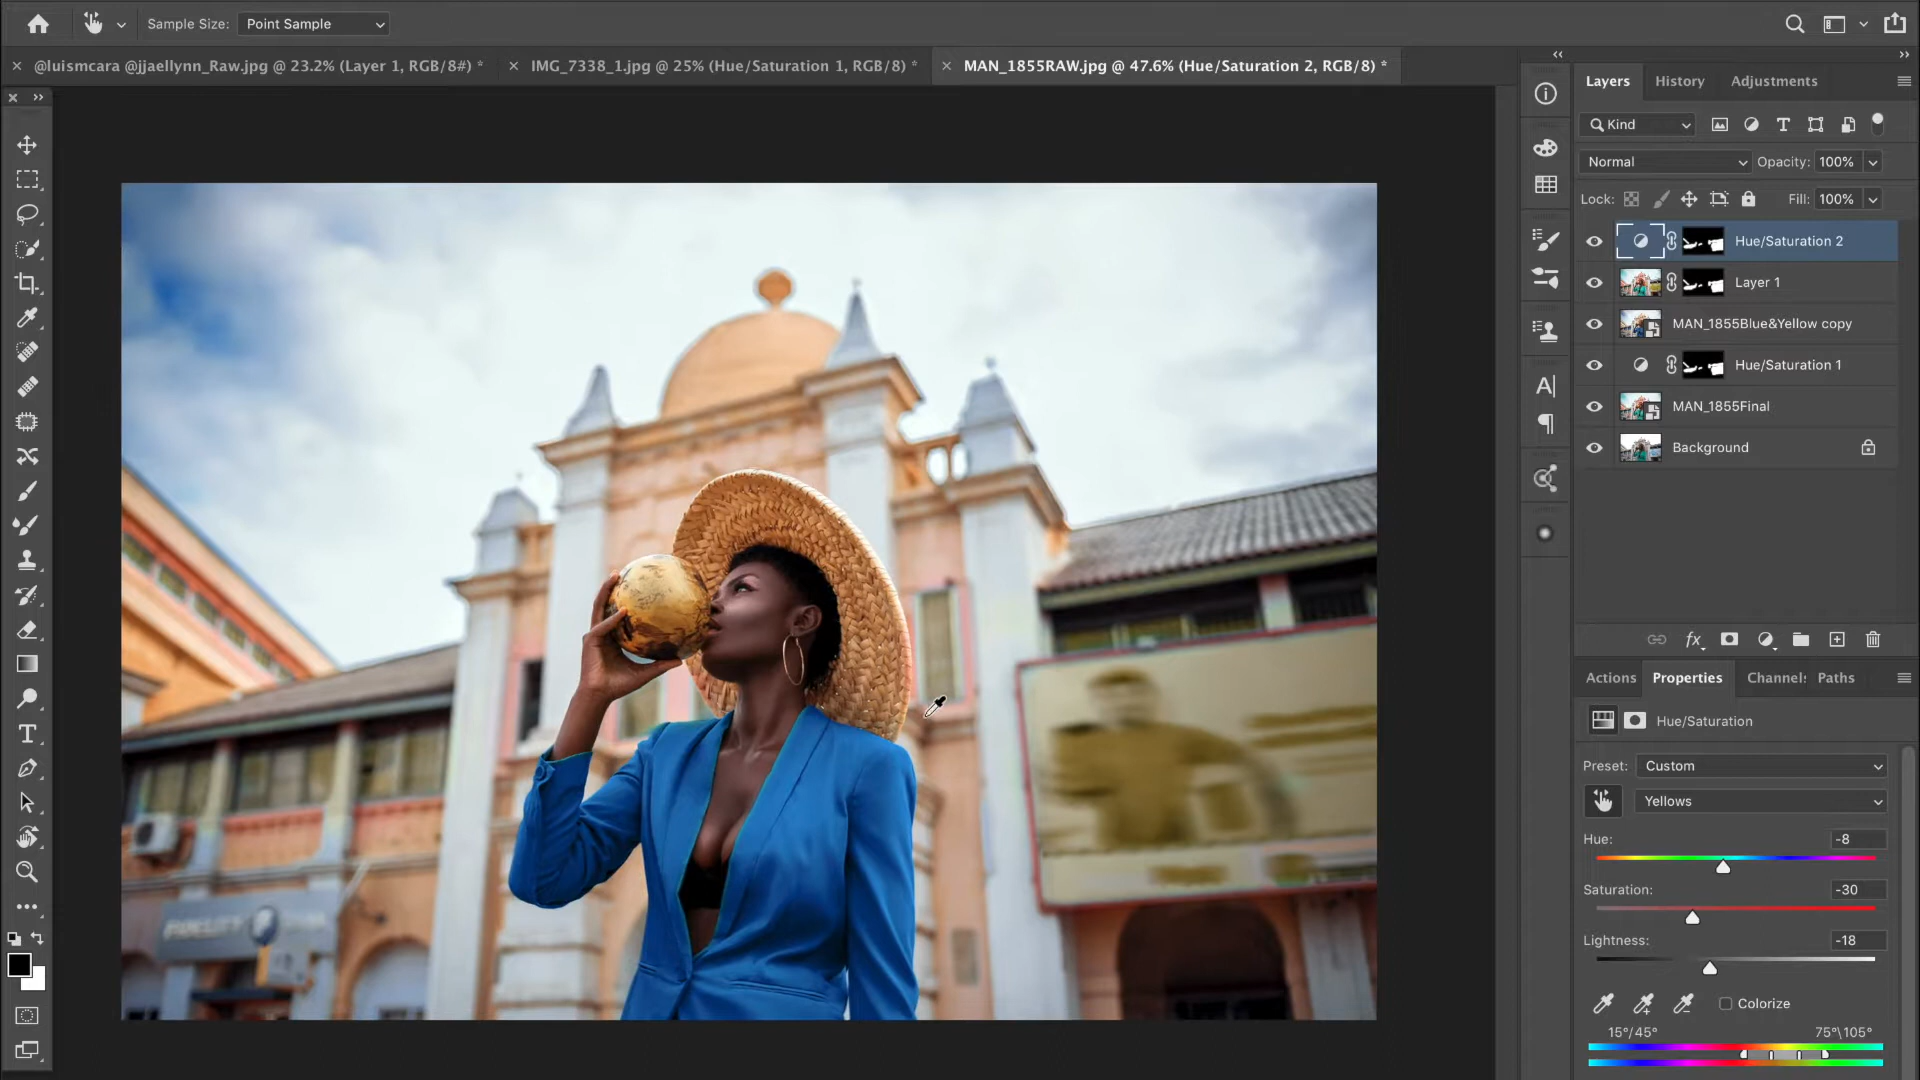 Sample Size: Point Sample
@luismcara @jjaellynn_Raw.jpg @ 23.2% (Layer 1, RGB/8#) *
IMG_7338_1.jpg @ 25% (Hue/Saturation 1, RGB/8) *
MAN_1855RAW.jpg @ 47.6% (Hue/Saturation 2, RGB/8) *
Layers History Adjustments
Kind
Normal Opacity: 100%
Lock: Fill: 100%
Hue/Saturation 2
Layer 1
MAN_1855Blue&Yellow copy
Hue/Saturation 1
MAN_1855Final
Background
Actions Properties Channel: Paths
Hue/Saturation
Preset: Custom
Yellows
Hue: -8
Saturation: -30
Lightness: -18
Colorize
15°/45° 75°\105°
FIDELITY